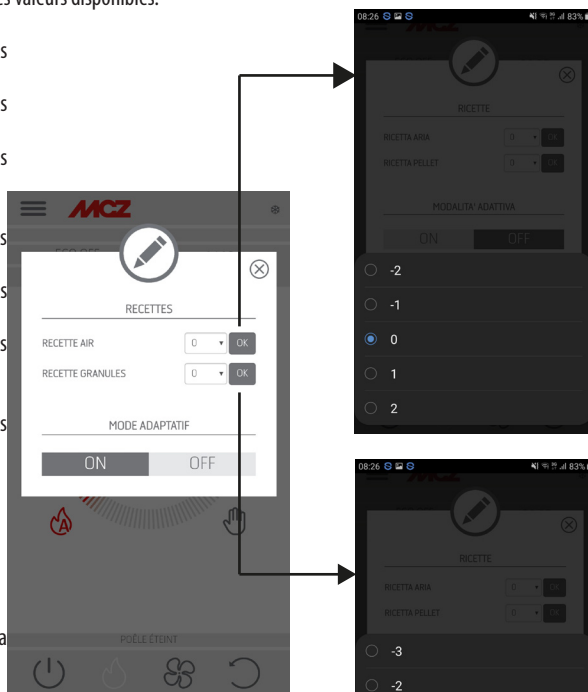 es valeurs disponibles.
s
s
s
s
s
s
s
a
MCZ
RECETTES
RECETTE AIR 0 OK
RECETTE GRANULES 0 OK
MODE ADAPTATIF
ON OFF
A
POÊLE ÉTEINT
08:26 83%
MCZ
RICETTE
RICETTA ARIA 0 OK
RICETTA PELLET 0 OK
MODALITA' ADATTIVA
ON OFF
-2
-1
0
1
2
08:26 83%
RICETTE
RICETTA ARIA 0 OK
RICETTA PELLET 0 OK
-3
-2